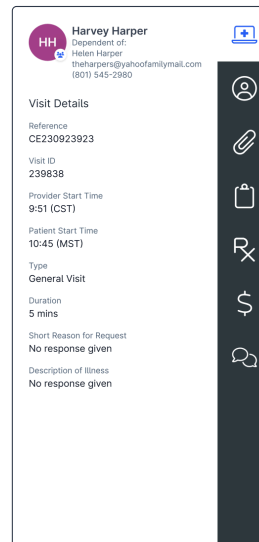 HH
Harvey Harper
Dependent of:
Helen Harper
theharpers@yahoofamilymail.com
(801) 545-2980
Visit Details
Reference
CE230923923
Visit ID
239838
Provider Start Time
9:51 (CST)
Patient Start Time
10:45 (MST)
Type
General Visit
Duration
5 mins
Short Reason for Request
No response given
Description of Illness
No response given